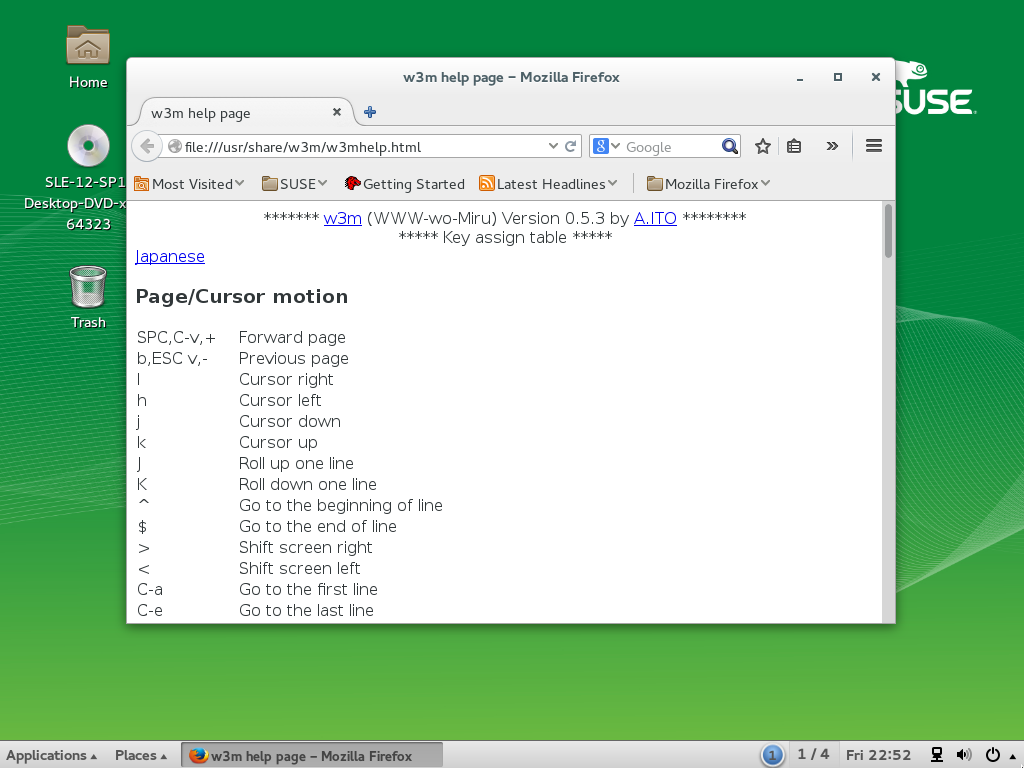 Home
SLE-12-SP1
Desktop-DVD-x
64323
Trash
SUSE
w3m help page – Mozilla Firefox
w3m help page
file:///usr/share/w3m/w3mhelp.html
8
Google
Most Visited
SUSE
Getting Started
Latest Headlines
Mozilla Firefox
******* w3m (WWW-wo-Miru) Version 0.5.3 by A.ITO ********
***** Key assign table *****
Japanese
Page/Cursor motion
SPC,C-v,+ Forward page
b,ESC v,- Previous page
l Cursor right
h Cursor left
j Cursor down
k Cursor up
J Roll up one line
K Roll down one line
^ Go to the beginning of line
$ Go to the end of line
> Shift screen right
< Shift screen left
C-a Go to the first line
C-e Go to the last line
Applications
Places
w3m help page – Mozilla Firefox
1
1 / 4
Fri 22:52